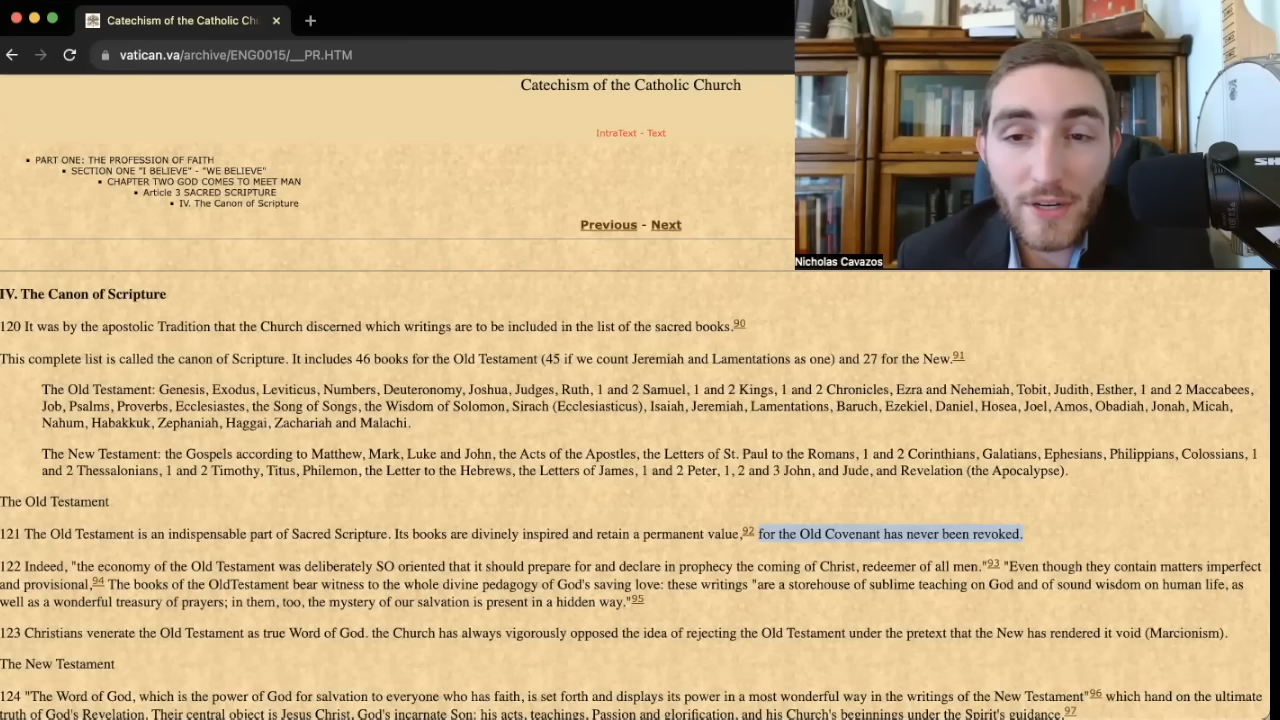 Catechism of the Catholic Ch
vatican.va/archive/ENG0015/__PR.HTM
Catechism of the Catholic Church
IntraText - Text
PART ONE: THE PROFESSION OF FAITH
SECTION ONE "I BELIEVE" - "WE BELIEVE"
CHAPTER TWO GOD COMES TO MEET MAN
Article 3 SACRED SCRIPTURE
IV. The Canon of Scripture
Previous - Next
SH
Nicholas Cavazos
IV. The Canon of Scripture
120 It was by the apostolic Tradition that the Church discerned which writings are to be included in the list of the sacred books.90
This complete list is called the canon of Scripture. It includes 46 books for the Old Testament (45 if we count Jeremiah and Lamentations as one) and 27 for the New.91
The Old Testament: Genesis, Exodus, Leviticus, Numbers, Deuteronomy, Joshua, Judges, Ruth, 1 and 2 Samuel, 1 and 2 Kings, 1 and 2 Chronicles, Ezra and Nehemiah, Tobit, Judith, Esther, 1 and 2 Maccabees,
Job, Psalms, Proverbs, Ecclesiastes, the Song of Songs, the Wisdom of Solomon, Sirach (Ecclesiasticus), Isaiah, Jeremiah, Lamentations, Baruch, Ezekiel, Daniel, Hosea, Joel, Amos, Obadiah, Jonah, Micah,
Nahum, Habakkuk, Zephaniah, Haggai, Zachariah and Malachi.
The New Testament: the Gospels according to Matthew, Mark, Luke and John, the Acts of the Apostles, the Letters of St. Paul to the Romans, 1 and 2 Corinthians, Galatians, Ephesians, Philippians, Colossians, 1
and 2 Thessalonians, 1 and 2 Timothy, Titus, Philemon, the Letter to the Hebrews, the Letters of James, 1 and 2 Peter, 1, 2 and 3 John, and Jude, and Revelation (the Apocalypse).
The Old Testament
121 The Old Testament is an indispensable part of Sacred Scripture. Its books are divinely inspired and retain a permanent value,92 for the Old Covenant has never been revoked.
122 Indeed, "the economy of the Old Testament was deliberately SO oriented that it should prepare for and declare in prophecy the coming of Christ, redeemer of all men."93 "Even though they contain matters imperfect
and provisional,94 The books of the OldTestament bear witness to the whole divine pedagogy of God's saving love: these writings "are a storehouse of sublime teaching on God and of sound wisdom on human life, as
well as a wonderful treasury of prayers; in them, too, the mystery of our salvation is present in a hidden way."95
123 Christians venerate the Old Testament as true Word of God. the Church has always vigorously opposed the idea of rejecting the Old Testament under the pretext that the New has rendered it void (Marcionism).
The New Testament
124 "The Word of God, which is the power of God for salvation to everyone who has faith, is set forth and displays its power in a most wonderful way in the writings of the New Testament"96 which hand on the ultimate
truth of God's Revelation. Their central object is Jesus Christ, God's incarnate Son: his acts, teachings, Passion and glorification, and his Church's beginnings under the Spirit's guidance.97